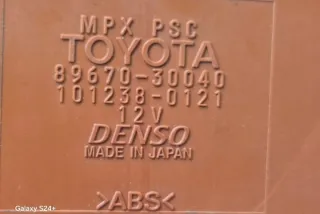 MPX PSC
TOYOTA
89670-30040
101238-0121
12V
DENSO
MADE IN JAPAN
>ABS<
Galaxy S24+